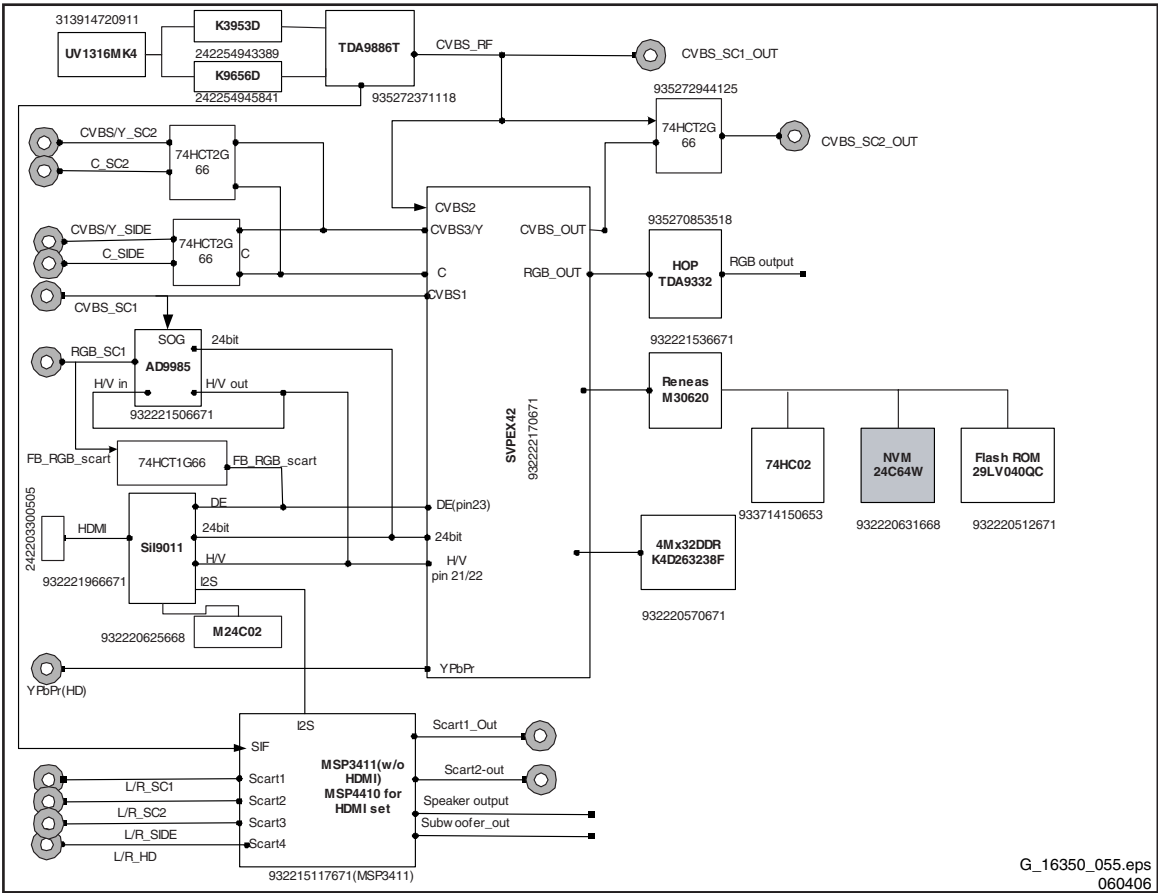 313914720911
UV1316MK4
K3953D
242254943389
K9656D
242254945841
TDA9886T
935272371118
CVBS_RF
CVBS_SC1_OUT
935272944125
74HCT2G
66
CVBS_SC2_OUT
CVBS/Y_SC2
C_SC2
74HCT2G
66
CVBS/Y_SIDE
C_SIDE
74HCT2G
66
C
CVBS_SC1
CVBS2
CVBS3/Y
C
CVBS1
CVBS_OUT
RGB_OUT
935270853518
HOP
TDA9332
RGB output
RGB_SC1
SOG
AD9985
24bit
H/V in
H/V out
932221506671
FB_RGB_scart
74HCT1G66
FB_RGB_scart
SVPEX42
932222170671
932221536671
Reneas
M30620
74HC02
933714150653
NVM
24C64W
932220631668
Flash ROM
29LV040QC
932220512671
242203300505
HDMI
932221966671
Sil9011
DE
24bit
H/V
I2S
DE(pin23)
24bit
H/V
pin 21/22
4Mx32DDR
K4D263238F
932220570671
932220625668
M24C02
YPbPr
YPbPr(HD)
I2S
SIF
Scart1
Scart2
Scart3
Scart4
MSP3411(w/o
HDMI)
MSP4410 for
HDMI set
Scart1_Out
Scart2-out
Speaker output
Subwoofer_out
L/R_SC1
L/R_SC2
L/R_SIDE
L/R_HD
932215117671(MSP3411)
G_16350_055.eps
060406